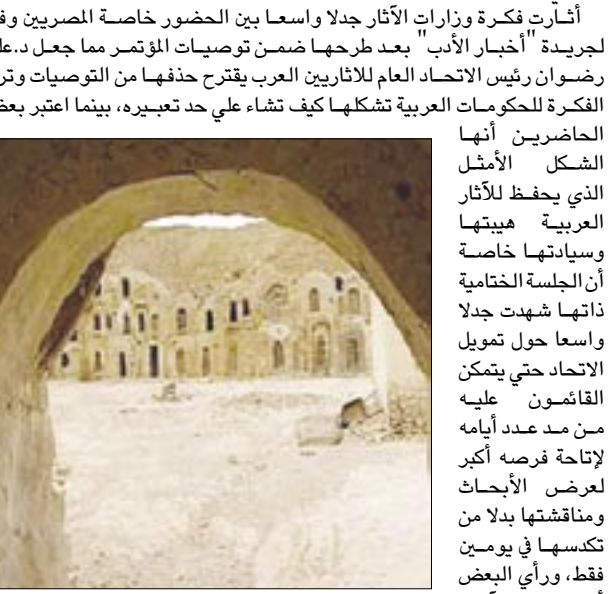 أثارت فكرة وزارات الآثار جدلا واسعا بين الحضور خاصة المصريين
لجريدة "أخبار الأدب" بعد طرحها ضمن توصيات المؤتمر مما جعل
رضوان رئيس الاتحاد العام للاثاريين العرب يقترح حذفها من التوصيات
الفكرة للحكومات العربية تشكلها كيف تشاء علي حد تعبيره، بينما اعتبر
الحاضرين أنها
الشكل الأمثل
الذي يحفظ للآثار
العربية هيبتها
وسيادتها خاصة
أن الجلسة الختامية
ذاتها شهدت جدلا
واسعا حول تمويل
الاتحاد حتي يتمكن
القائمون عليه
من مد عدد أيامه
لإتاحة فرصه أكبر
لعرض الأبحاث
ومناقشتها بدلا من
تكدسها في يومين
فقط، ورأي البعض